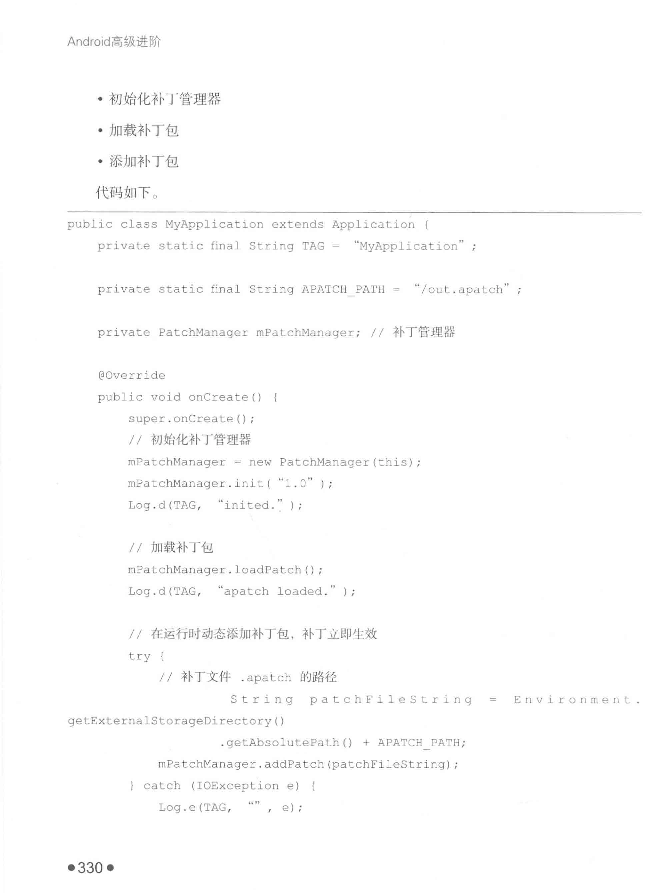 Android高级进阶
• 初始化补丁管理器
• 加载补丁包
• 添加补丁包
代码如下。
public class MyApplication extends Application {
private static final String TAG = “MyApplication” ;
private static final String APATCH_PATH = “/out.apatch” ;
private PatchManager mPatchManager; // 补丁管理器
@Override
public void onCreate() {
super.onCreate();
// 初始化补丁管理器
mPatchManager = new PatchManager(this);
mPatchManager.init( “1.0” );
Log.d(TAG, “inited.” );
// 加载补丁包
mPatchManager.loadPatch();
Log.d(TAG, “apatch loaded.” );
// 在运行时动态添加补丁包，补丁立即生效
try {
// 补丁文件 .apatch 的路径
String patchFileString = Environment.
getExternalStorageDirectory()
.getAbsolutePath() + APATCH_PATH;
mPatchManager.addPatch(patchFileString);
} catch (IOException e) {
Log.e(TAG, “” , e);
●330●